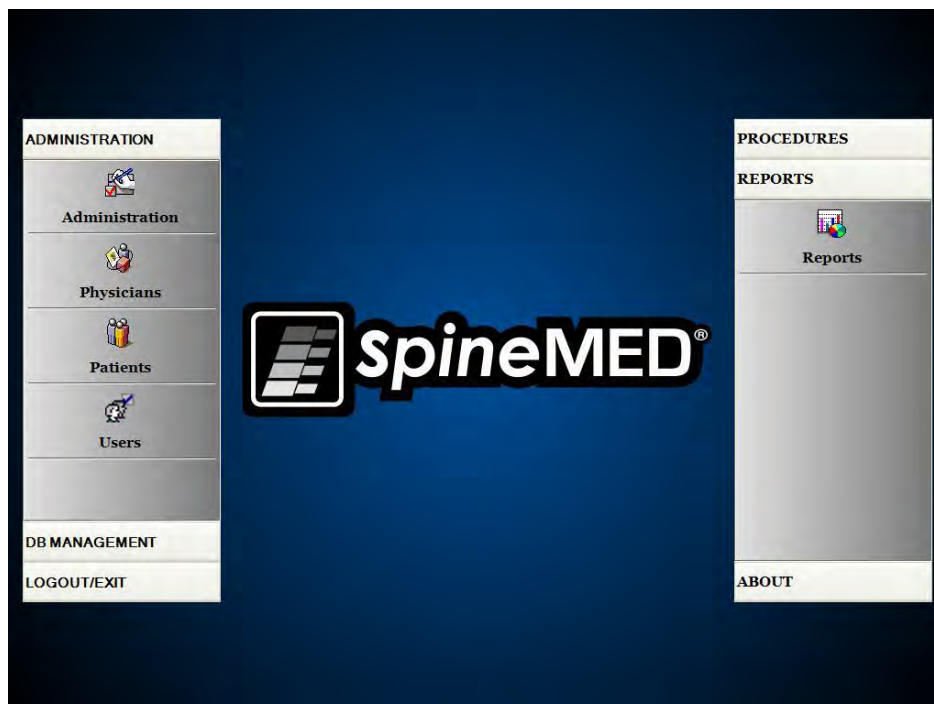 ADMINISTRATION
Administration
Physicians
Patients
Users
DB MANAGEMENT
LOGOUT/EXIT
SpineMED®
PROCEDURES
REPORTS
Reports
ABOUT